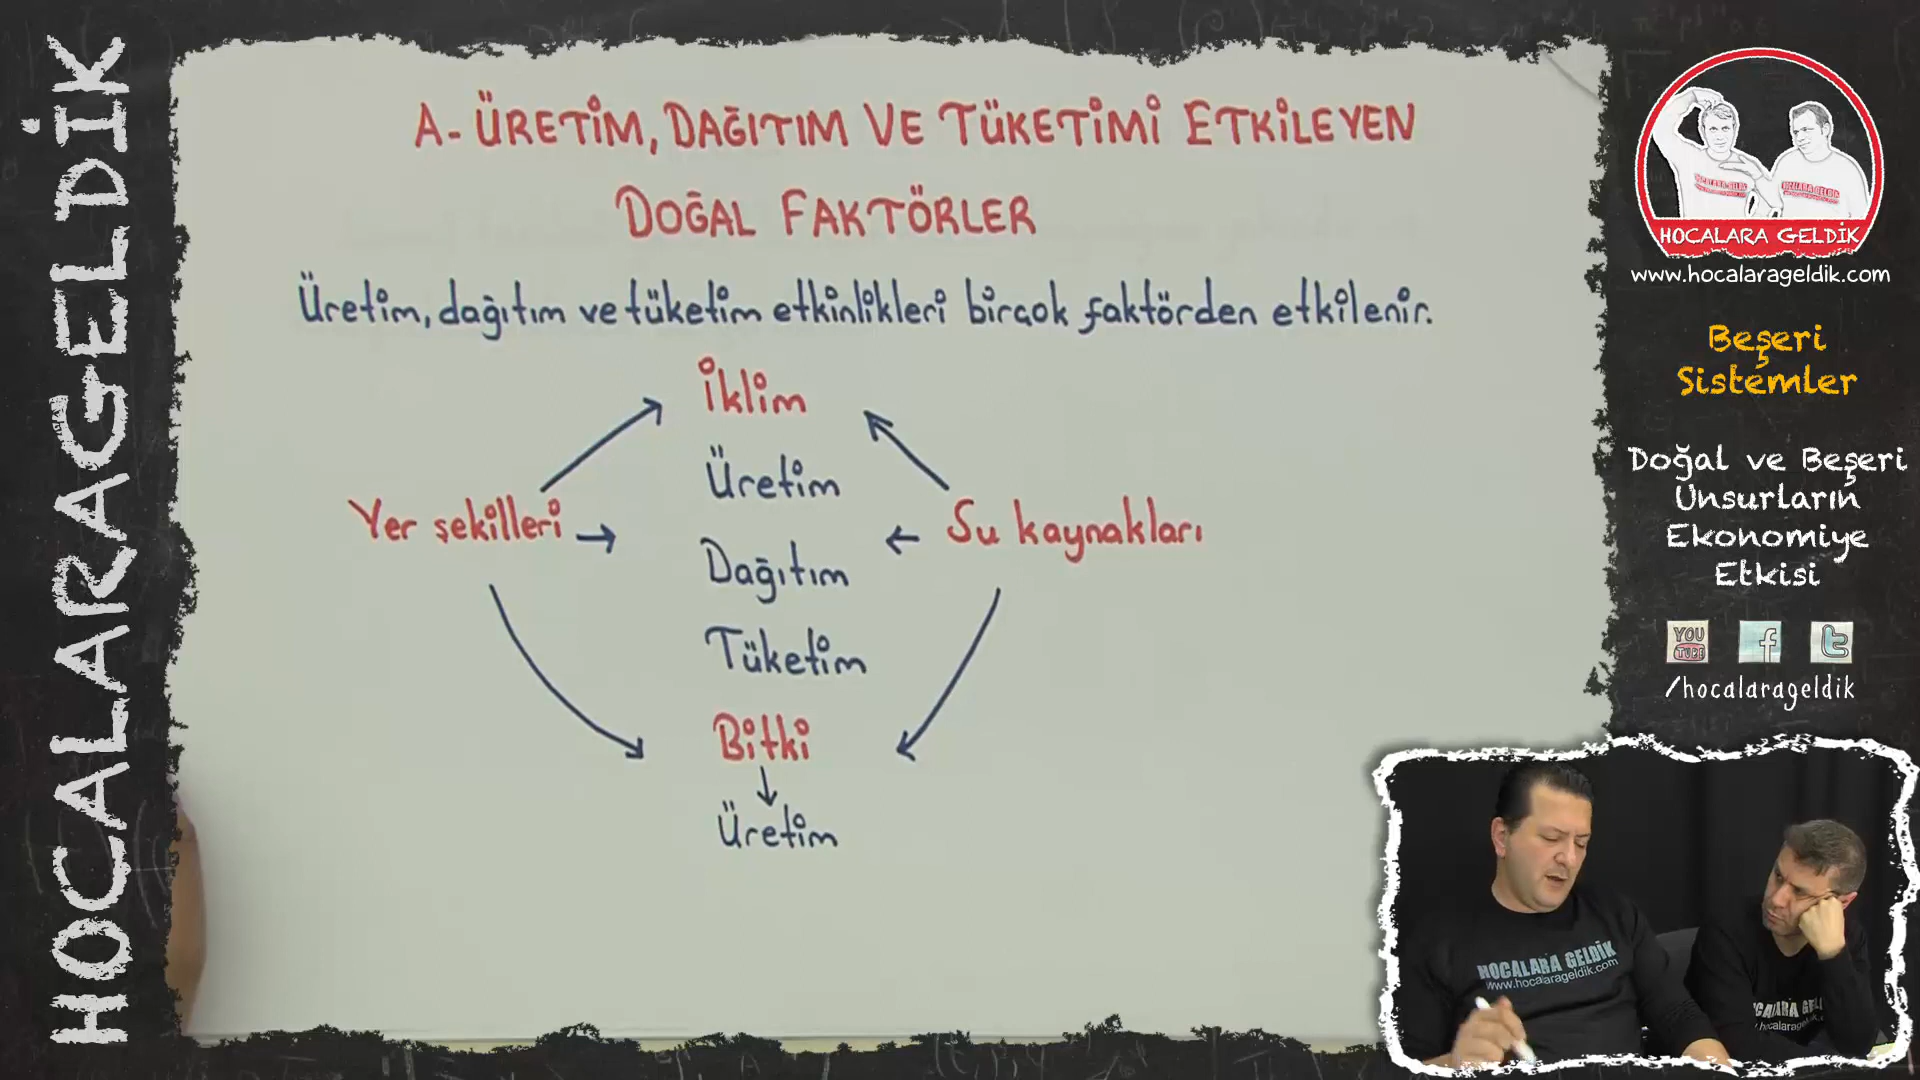 HOCALARAGELDİK
A- ÜRETİM, DAĞITIM VE TÜKETİMİ ETKİLEYEN
DOĞAL FAKTÖRLER
Üretim, dağıtım ve tüketim etkinlikleri birçok faktörden etkilenir.
İklim
Üretim
Yer şekilleri → ← Su kaynakları
Dağıtım
Tüketim
Bitki
↓
Üretim
HOCALARA GELDİK
www.hocalarageldik.com
Beşeri
Sistemler
Doğal ve Beşeri
Unsurların
Ekonomiye
Etkisi
YOU
TUBE
f
t
/hocalarageldik
HOCALARA GELDİK
www.hocalarageldik.com